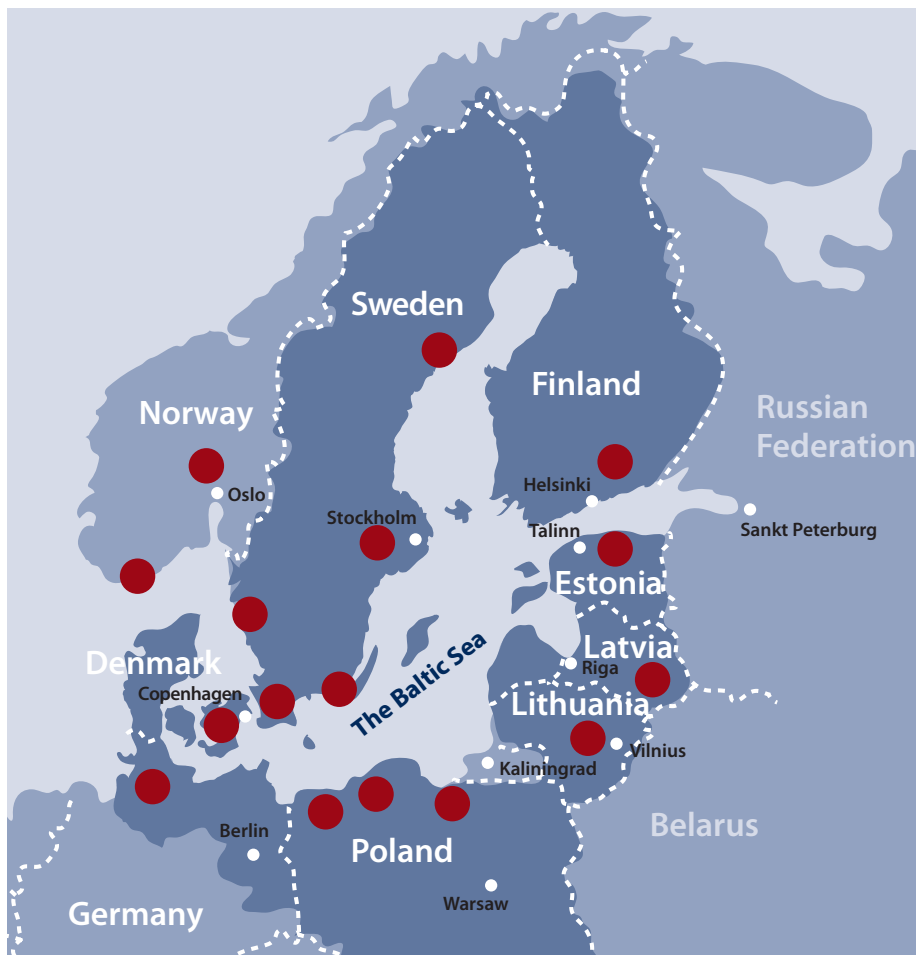 Sweden
Finland
Norway
Russian
Federation
Helsinki
Oslo
Stockholm
Talinn
Sankt Peterburg
Estonia
Denmark
Latvia
The Baltic Sea
Riga
Copenhagen
Lithuania
Vilnius
Kaliningrad
Belarus
Berlin
Poland
Warsaw
Germany